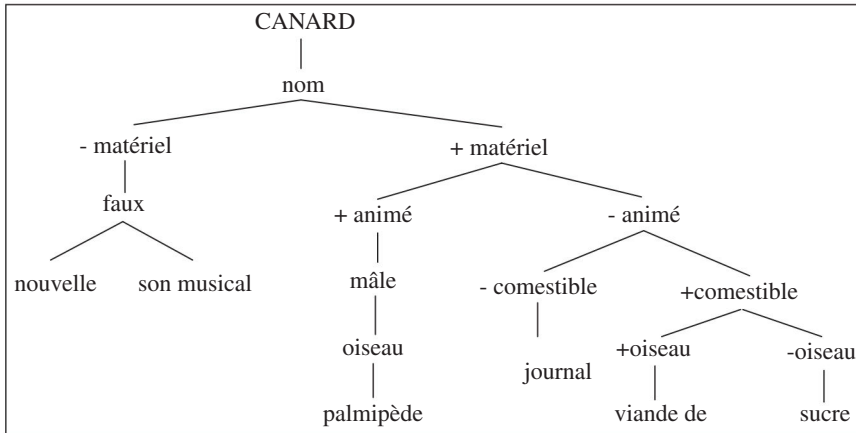 CANARD
nom
- matériel
+ matériel
faux
+ animé
- animé
nouvelle
son musical
mâle
- comestible
+comestible
oiseau
journal
+oiseau
-oiseau
palmipède
viande de
sucre